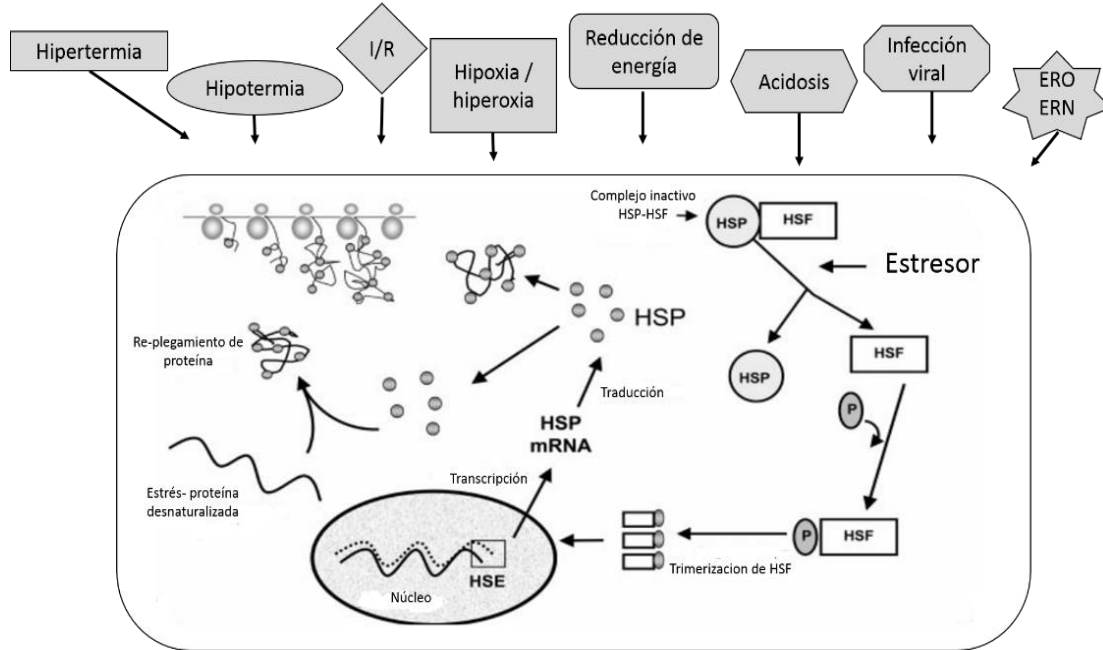 Hipertermia
Hipotermia
I/R
Hipoxia /
hiperoxia
Reducción de
energía
Acidosis
Infección
viral
ERO
ERN
Complejo inactivo
HSP-HSF
HSP
HSF
Estresor
HSP
HSF
P
P
HSF
Trimerizacion de HSF
HSP
Traducción
HSP
mRNA
Transcripción
HSE
Núcleo
Re-plegamiento de
proteína
Estrés- proteína
desnaturalizada